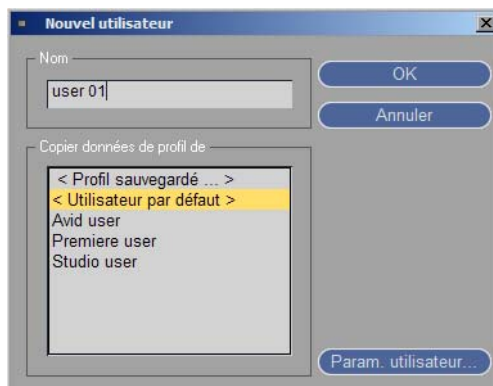 Nouvel utilisateur
Nom
user 01
OK
Annuler
Copier données de profil de
< Profil sauvegardé ... >
< Utilisateur par défaut >
Avid user
Premiere user
Studio user
Param. utilisateur...